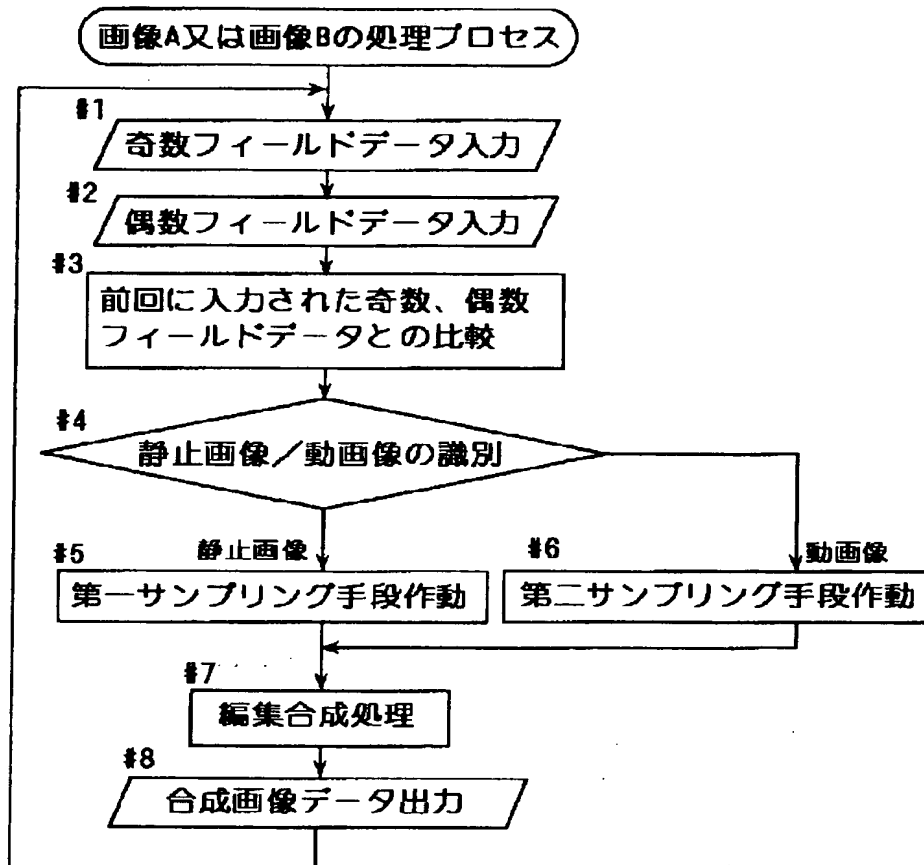 画像A又は画像Bの処理プロセス
#1
奇数フィールドデータ入力
#2
偶数フィールドデータ入力
#3
前回に入力された奇数、偶数
フィールドデータとの比較
#4
静止画像／動画像の識別
静止画像
動画像
#5
第一サンプリング手段作動
#6
第二サンプリング手段作動
#7
編集合成処理
#8
合成画像データ出力